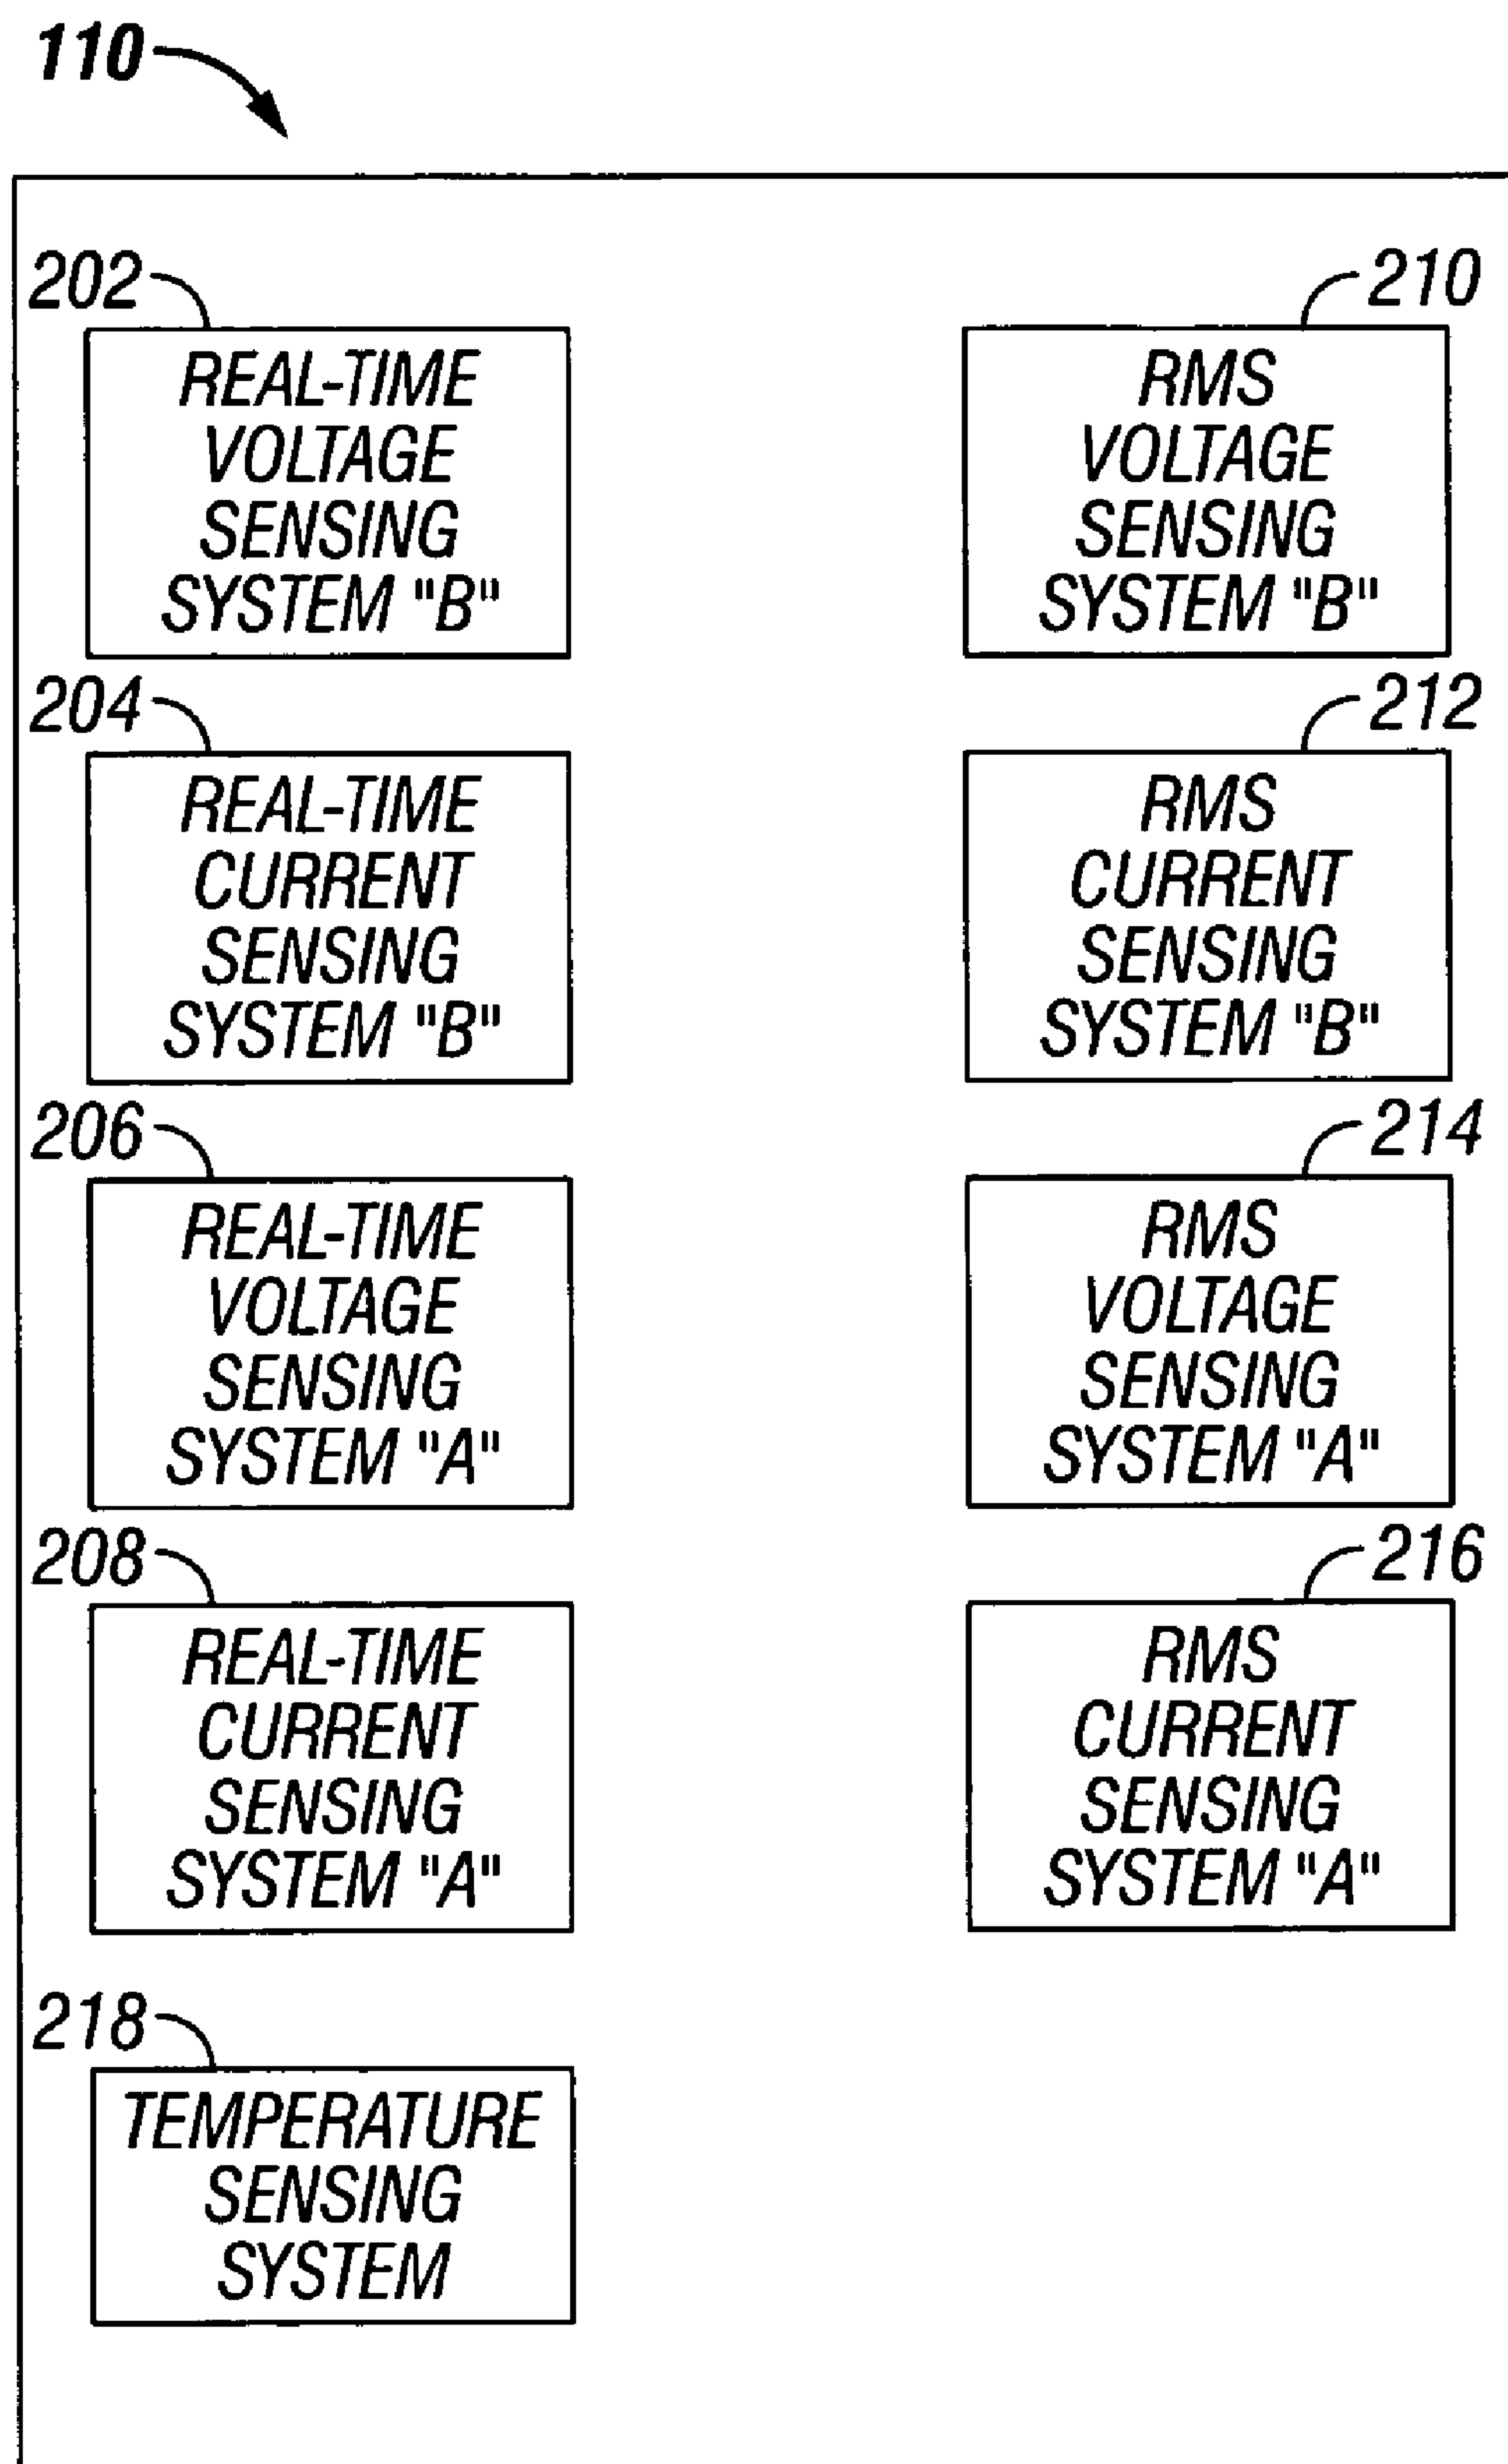 110
202
REAL-TIME
VOLTAGE
SENSING
SYSTEM "B"
210
RMS
VOLTAGE
SENSING
SYSTEM "B"
204
REAL-TIME
CURRENT
SENSING
SYSTEM "B"
212
RMS
CURRENT
SENSING
SYSTEM "B"
206
REAL-TIME
VOLTAGE
SENSING
SYSTEM "A"
214
RMS
VOLTAGE
SENSING
SYSTEM "A"
208
REAL-TIME
CURRENT
SENSING
SYSTEM "A"
216
RMS
CURRENT
SENSING
SYSTEM "A"
218
TEMPERATURE
SENSING
SYSTEM